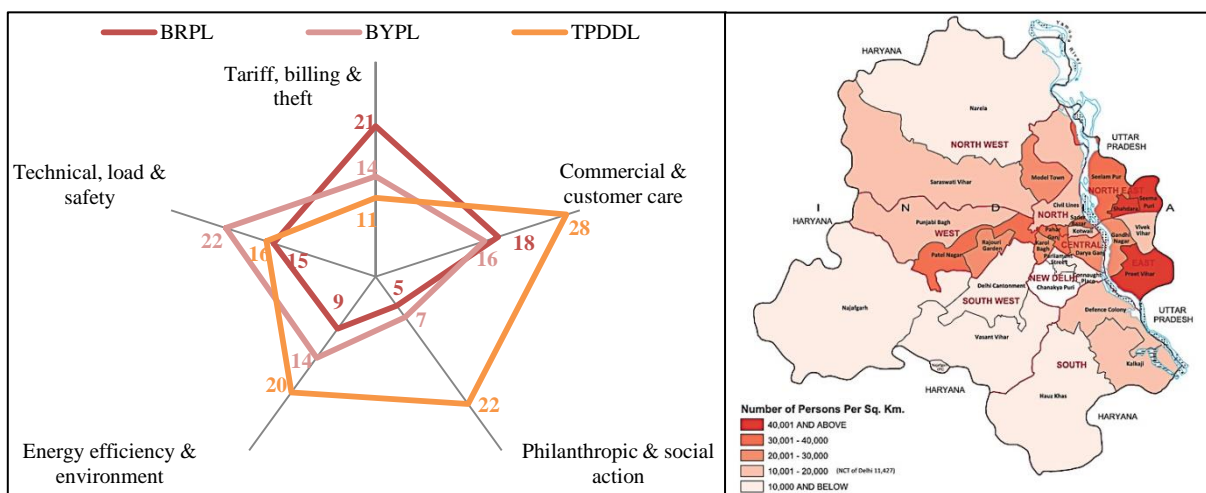 BRPL
BYPL
TPDDL
Tariff, billing &
theft
21
14
11
Commercial &
customer care
28
18
16
Technical, load &
safety
22
16
15
9
5
7
14
20
22
Energy efficiency &
environment
Philanthropic & social
action
HARYANA
Narela
UTTAR
PRADESH
NORTH WEST
Model Town
Seelam Pur
NORTH EAST
Seema
Puri
Shahdara
Saraswati Vihar
I N D I A
Civil Lines
HARYANA
NORTH
Sadar
Bazar
Kotwali
Vivek
Vihar
Punjabi Bagh
WEST
Gandhi
Nagar
Karol
Bagh
CENTRAL
Darya Ganj
Rajouri
Garden
Patel Nagar
Parliament
Street
EAST
Preet Vihar
NEW DELHI
Connaught
Place
Chanakya Puri
Delhi Cantonment
SOUTH WEST
Najafgarh
UTTAR
PRADESH
Defence Colony
Vasant Vihar
Kalkaji
SOUTH
HARYANA
Haus Khas
HARYANA
Number of Persons Per Sq. Km.
40,001 AND ABOVE
30,001 - 40,000
20,001 - 30,000
10,001 - 20,000 (NCT of Delhi 11,427)
10,000 AND BELOW